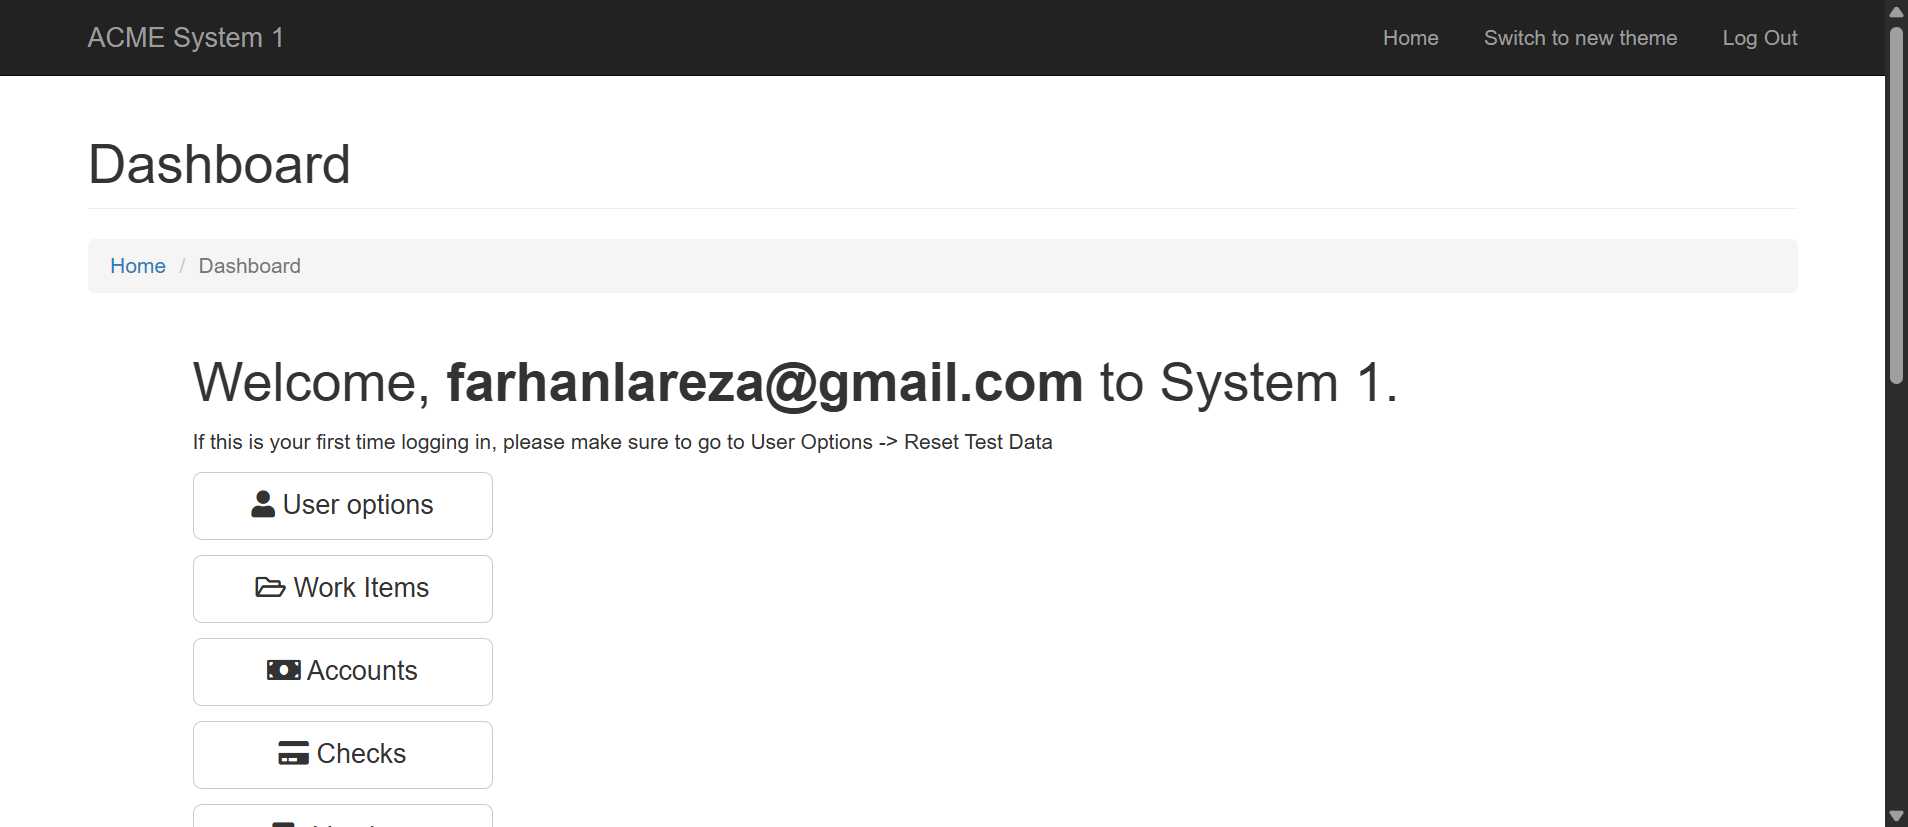 ACME System 1
Home
Switch to new theme
Log Out
Dashboard
Home / Dashboard
Welcome, farhanlareza@gmail.com to System 1.
If this is your first time logging in, please make sure to go to User Options -> Reset Test Data
User options
Work Items
Accounts
Checks